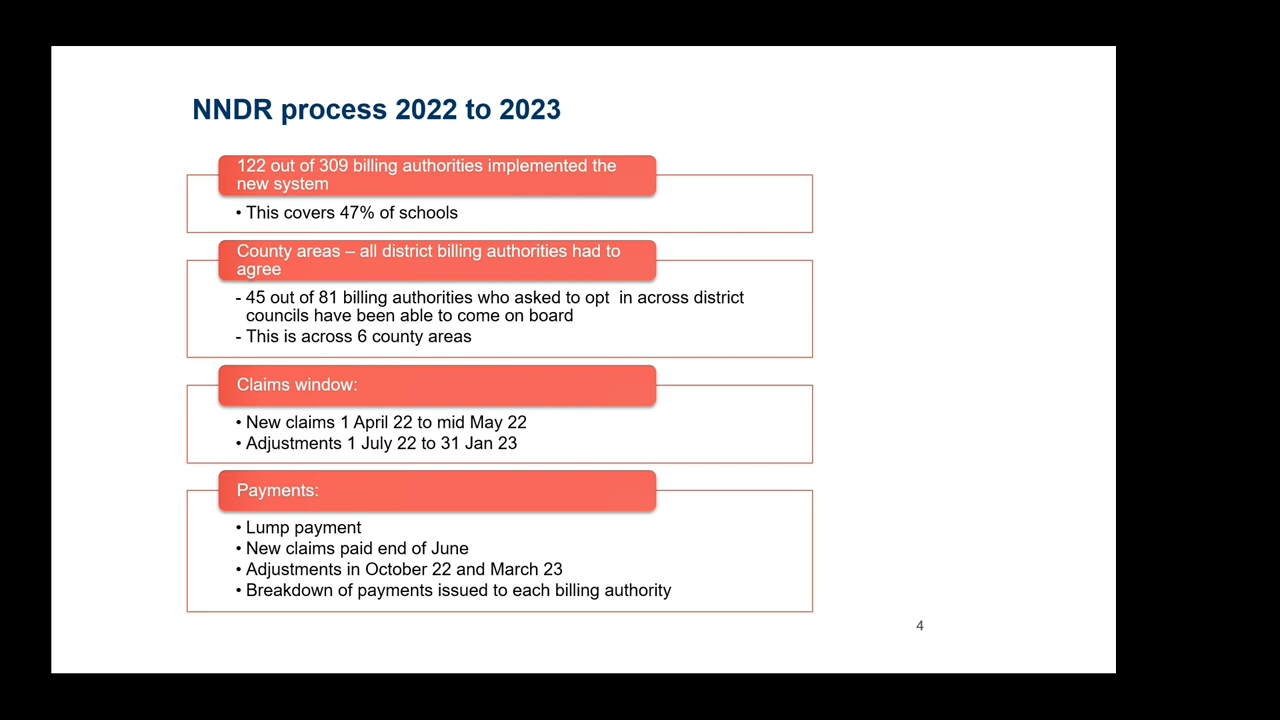 NNDR process 2022 to 2023
122 out of 309 billing authorities implemented the
new system
• This covers 47% of schools
County areas – all district billing authorities had to
agree
- 45 out of 81 billing authorities who asked to opt  in across district
councils have been able to come on board
- This is across 6 county areas
Claims window:
• New claims 1 April 22 to mid May 22
• Adjustments 1 July 22 to 31 Jan 23
Payments:
• Lump payment
• New claims paid end of June
• Adjustments in October 22 and March 23
• Breakdown of payments issued to each billing authority
4